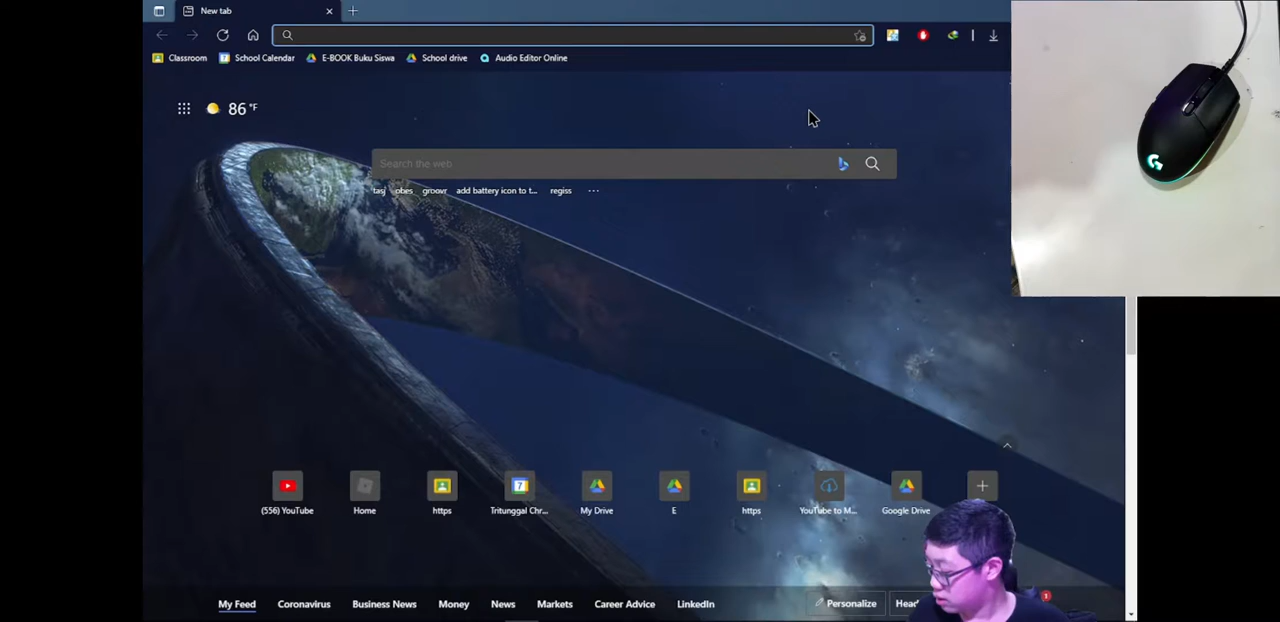 New tab
Classroom School Calendar E-BOOK Buku Siswa School drive Audio Editor Online
86 °F
Search the web
tasj obes groovr add battery icon to t... regiss ...
(556) YouTube Home https Tritunggal Chr... My Drive E https YouTube to M... Google Drive
My Feed Coronavirus Business News Money News Markets Career Advice LinkedIn Personalize Head
1
G